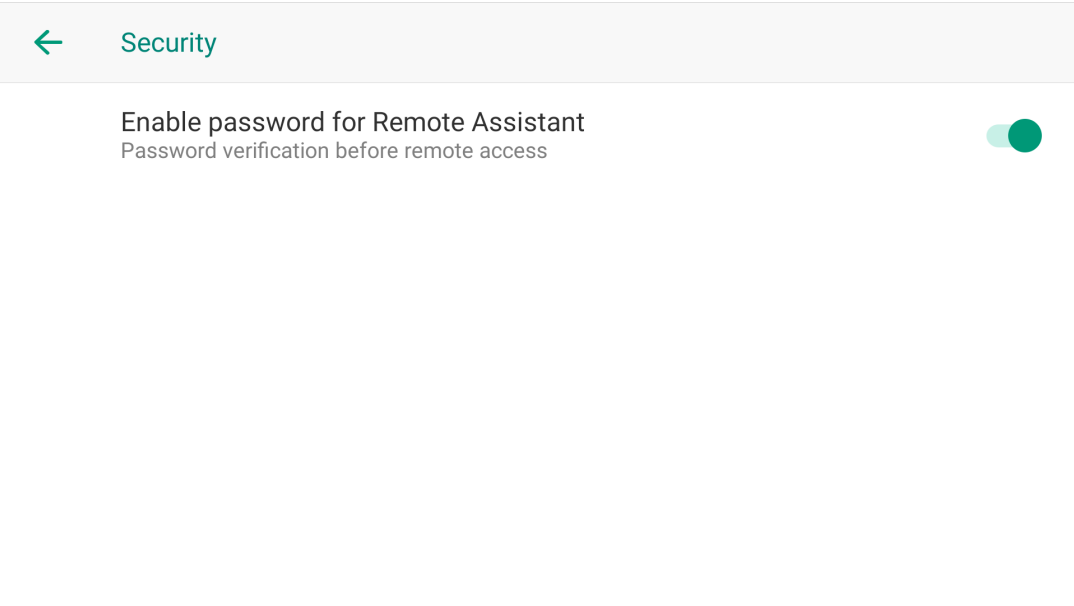 Security
Enable password for Remote Assistant
Password verification before remote access